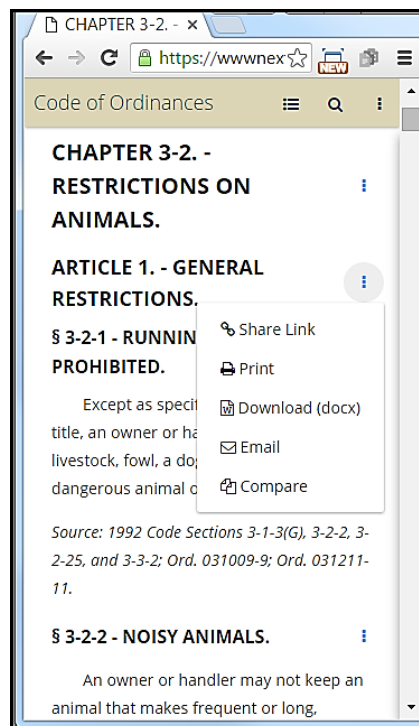 CHAPTER 3-2. -
https://wwwnex
NEW
Code of Ordinances
CHAPTER 3-2. -
RESTRICTIONS ON
ANIMALS.
ARTICLE 1. - GENERAL
RESTRICTIONS.
§ 3-2-1 - RUNNIN
PROHIBITED.
Share Link
Print
Download (docx)
Email
Compare
Except as specif
title, an owner or ha
livestock, fowl, a do
dangerous animal o
Source: 1992 Code Sections 3-1-3(G), 3-2-2, 3-
2-25, and 3-3-2; Ord. 031009-9; Ord. 031211-
11.
§ 3-2-2 - NOISY ANIMALS.
An owner or handler may not keep an
animal that makes frequent or long,